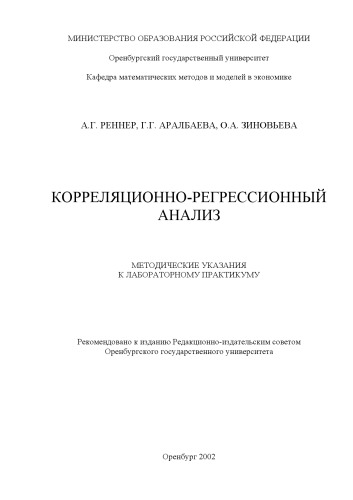 МИНИСТЕРСТВО ОБРАЗОВАНИЯ РОССИЙСКОЙ ФЕДЕРАЦИИ
Оренбургский государственный университет
Кафедра математических методов и моделей в экономике
А.Г. РЕННЕР, Г.Г. АРАЛБАЕВА, О.А. ЗИНОВЬЕВА
КОРРЕЛЯЦИОННО-РЕГРЕССИОННЫЙ
АНАЛИЗ
МЕТОДИЧЕСКИЕ УКАЗАНИЯ
К ЛАБОРАТОРНОМУ ПРАКТИКУМУ
Рекомендовано к изданию Редакционно-издательским советом
Оренбургского государственного университета
Оренбург 2002